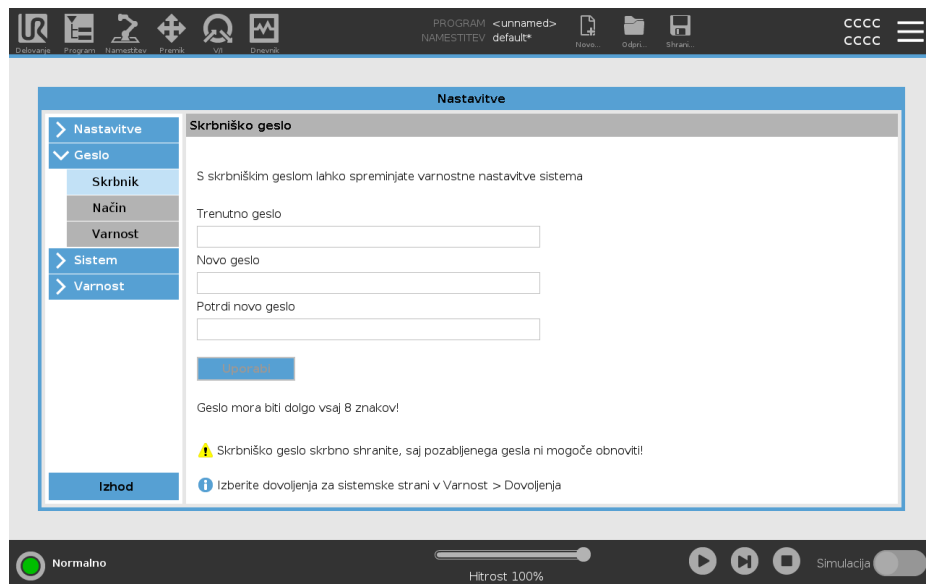 PROGRAM <unnamed>
NAMESTITEV default*
Delovanje Program Namestitev Premik V/I Dnevnik
Novo... Odpri... Shrani...
CCCC
CCCC
Nastavitve
Nastavitve
Geslo
Skrbnik
Način
Varnost
Sistem
Varnost
Izhod
Skrbniško geslo
S skrbniškim geslom lahko spreminjate varnostne nastavitve sistema
Trenutno geslo
Novo geslo
Potrdi novo geslo
Uporabi
Geslo mora biti dolgo vsaj 8 znakov!
Skrbniško geslo skrbno shranite, saj pozabljenega gesla ni mogoče obnoviti!
Izberite dovoljenja za sistemske strani v Varnost > Dovoljenja
Normalno
Hitrost 100%
Simulacija